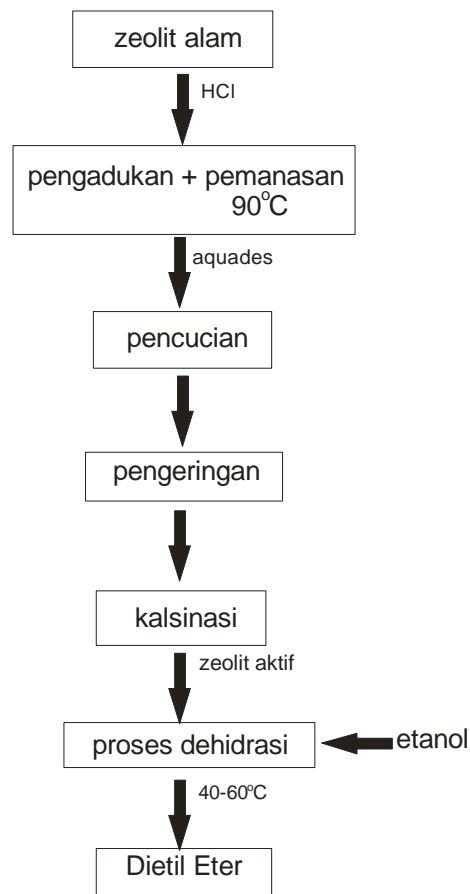 zeolit alam
HCl
pengadukan + pemanasan
90°C
aquades
pencucian
pengeringan
kalsinasi
zeolit aktif
proses dehidrasi
etanol
40-60°C
Dietil Eter